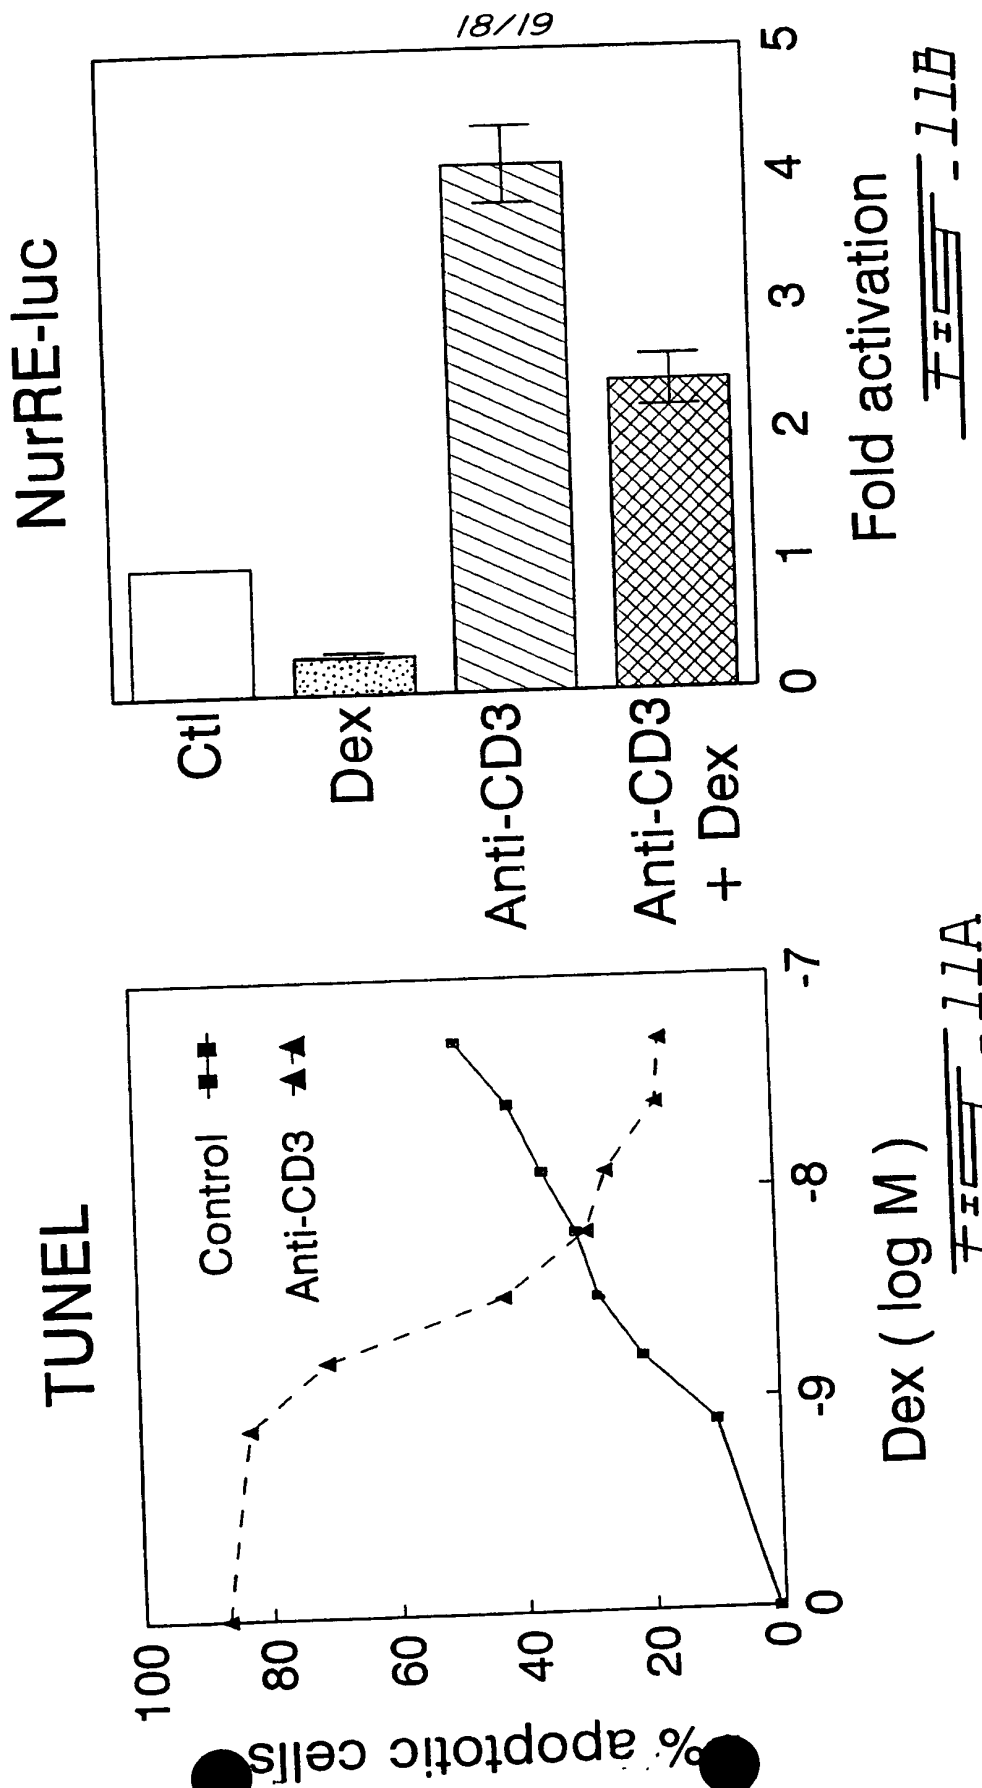 18/19
TUNEL
Control
Anti-CD3
% apoptotic cells
100
80
60
40
20
0
0
-9
-8
-7
Dex ( log M )
FIG - 11A
NurRE-luc
Ctl
Dex
Anti-CD3
Anti-CD3
+ Dex
0
1
2
3
4
5
Fold activation
FIG - 11B